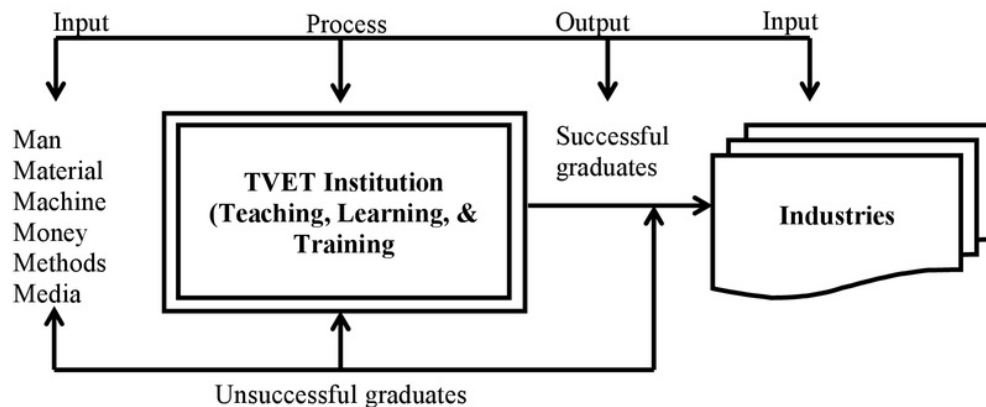 Input
Process
Output
Input
Man
Material
Machine
Money
Methods
Media
TVET Institution
(Teaching, Learning, &
Training
Successful
graduates
Industries
Unsuccessful graduates